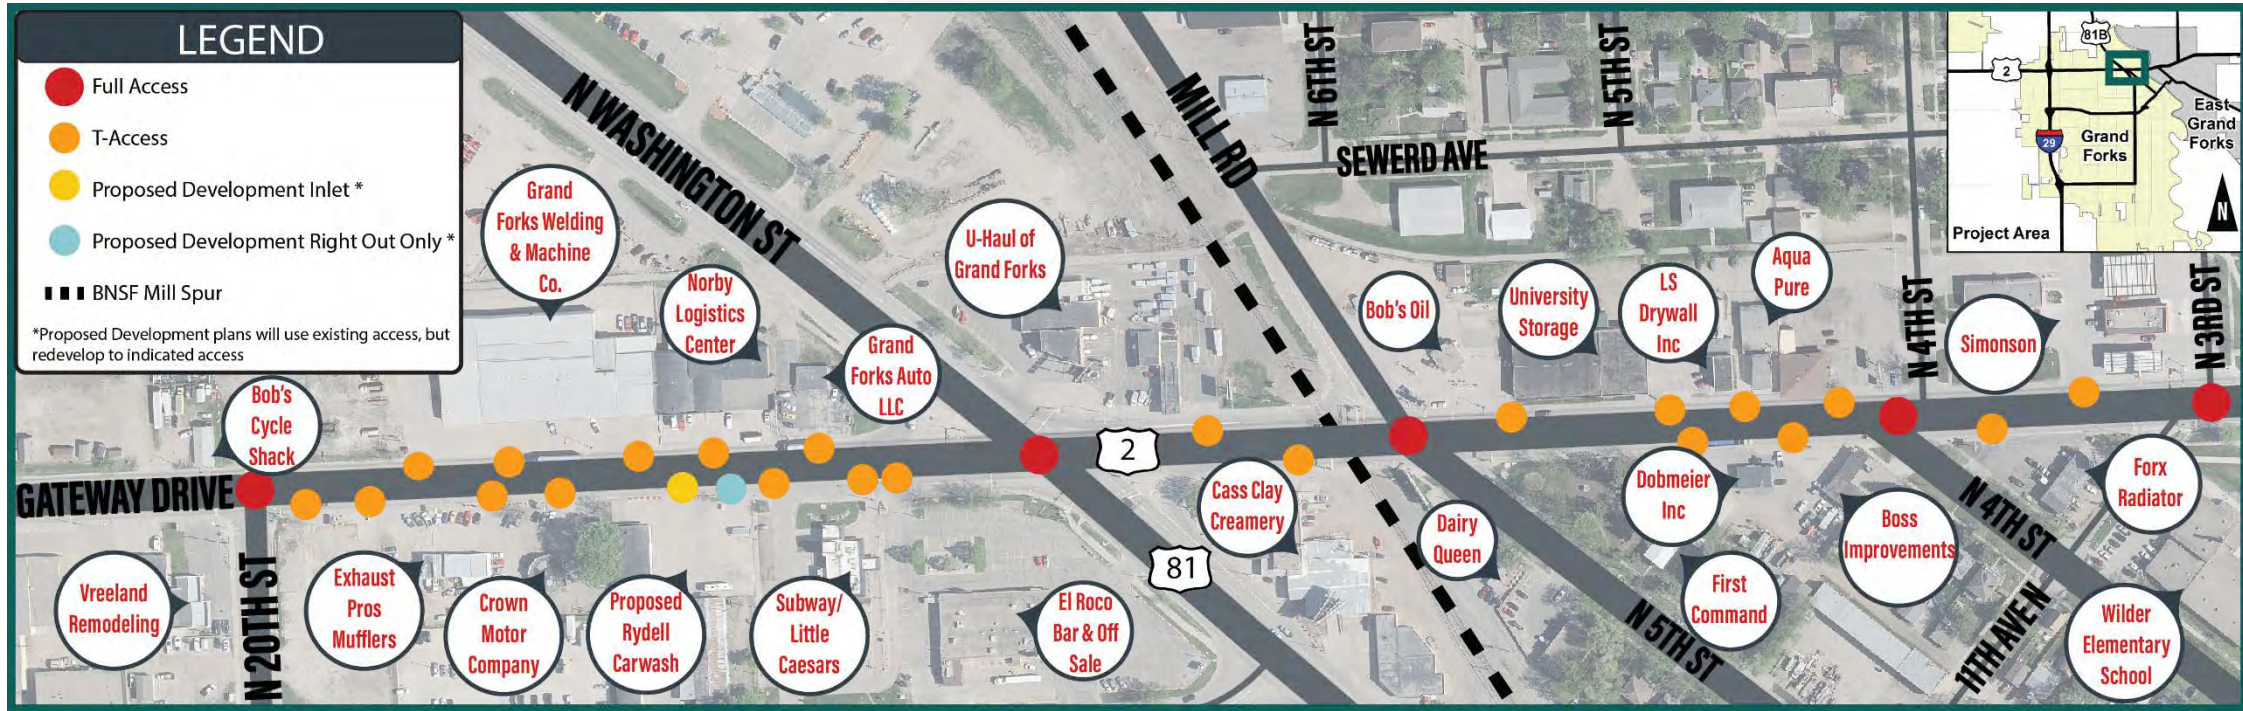 LEGEND
Full Access
T-Access
Proposed Development Inlet *
Proposed Development Right Out Only *
BNSF Mill Spur
*Proposed Development plans will use existing access, but
redevelop to indicated access
N WASHINGTON ST
MILL RD
N 6TH ST
N 5TH ST
SEWERD AVE
81B
2
29
Grand
Forks
East
Grand
Forks
Project Area
N
Grand
Forks Welding
& Machine
Co.
Norby
Logistics
Center
Grand
Forks Auto
LLC
U-Haul of
Grand Forks
Bob's Oil
University
Storage
LS
Drywall
Inc
Aqua
Pure
N 4TH ST
Simonson
N 3RD ST
Bob's
Cycle
Shack
GATEWAY DRIVE
2
81
N 20TH ST
Vreeland
Remodeling
Exhaust
Pros
Mufflers
Crown
Motor
Company
Proposed
Rydell
Carwash
Subway/
Little
Caesars
El Roco
Bar & Off
Sale
Cass Clay
Creamery
Dairy
Queen
N 5TH ST
Dobmeier
Inc
First
Command
Boss
Improvements
N 4TH ST
11TH AVE N
Forx
Radiator
Wilder
Elementary
School